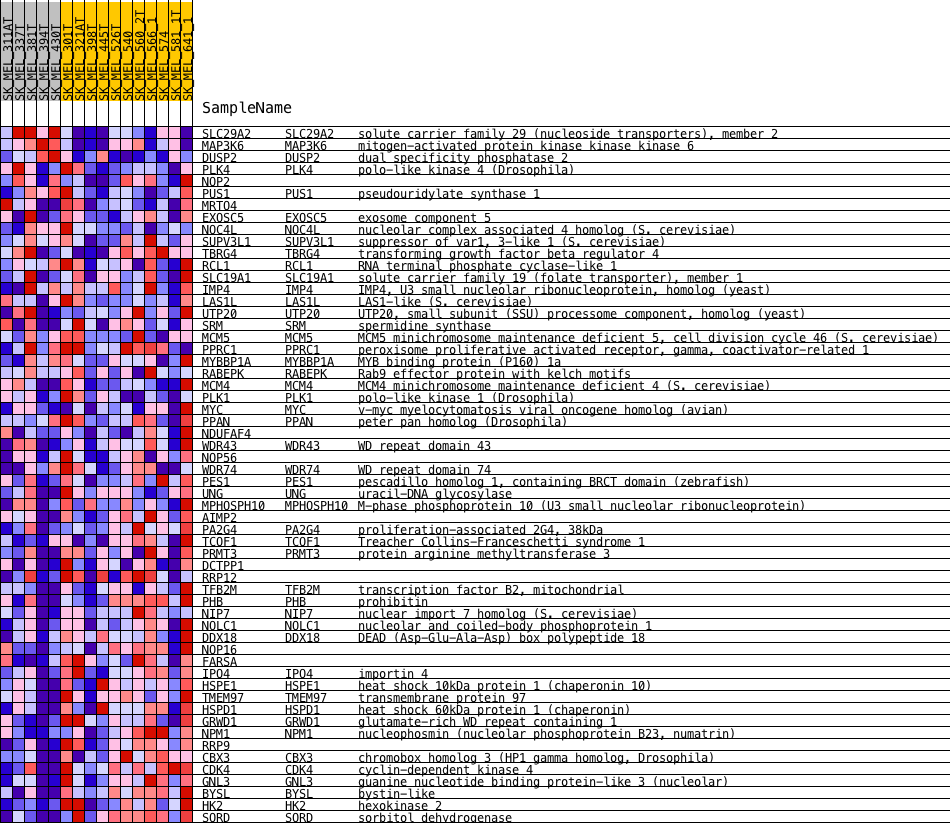 SK_MEL_311AT
SK_MEL_337T
SK_MEL_381T
SK_MEL_394T
SK_MEL_430T
SK_MEL_301T
SK_MEL_321AT
SK_MEL_398T
SK_MEL_445T
SK_MEL_526T
SK_MEL_540
SK_MEL_560_2T
SK_MEL_566_1
SK_MEL_574
SK_MEL_581_1T
SK_MEL_641_1
SampleName
SLC29A2 SLC29A2 solute carrier family 29 (nucleoside transporters), member 2
MAP3K6 MAP3K6 mitogen-activated protein kinase kinase kinase 6
DUSP2 DUSP2 dual specificity phosphatase 2
PLK4 PLK4 polo-like kinase 4 (Drosophila)
NOP2
PUS1 PUS1 pseudouridylate synthase 1
MRTO4
EXOSC5 EXOSC5 exosome component 5
NOC4L NOC4L nucleolar complex associated 4 homolog (S. cerevisiae)
SUPV3L1 SUPV3L1 suppressor of var1, 3-like 1 (S. cerevisiae)
TBRG4 TBRG4 transforming growth factor beta regulator 4
RCL1 RCL1 RNA terminal phosphate cyclase-like 1
SLC19A1 SLC19A1 solute carrier family 19 (folate transporter), member 1
IMP4 IMP4 IMP4, U3 small nucleolar ribonucleoprotein, homolog (yeast)
LAS1L LAS1L LAS1-like (S. cerevisiae)
UTP20 UTP20 UTP20, small subunit (SSU) processome component, homolog (yeast)
SRM SRM spermidine synthase
MCM5 MCM5 MCM5 minichromosome maintenance deficient 5, cell division cycle 46 (S. cerevisiae)
PPRC1 PPRC1 peroxisome proliferative activated receptor, gamma, coactivator-related 1
MYBBP1A MYBBP1A MYB binding protein (P160) 1a
RABEPK RABEPK Rab9 effector protein with kelch motifs
MCM4 MCM4 MCM4 minichromosome maintenance deficient 4 (S. cerevisiae)
PLK1 PLK1 polo-like kinase 1 (Drosophila)
MYC MYC v-myc myelocytomatosis viral oncogene homolog (avian)
PPAN PPAN peter pan homolog (Drosophila)
NDUFAF4
WDR43 WDR43 WD repeat domain 43
NOP56
WDR74 WDR74 WD repeat domain 74
PES1 PES1 pescadillo homolog 1, containing BRCT domain (zebrafish)
UNG UNG uracil-DNA glycosylase
MPHOSPH10 MPHOSPH10 M-phase phosphoprotein 10 (U3 small nucleolar ribonucleoprotein)
AIMP2
PA2G4 PA2G4 proliferation-associated 2G4, 38kDa
TCOF1 TCOF1 Treacher Collins-Franceschetti syndrome 1
PRMT3 PRMT3 protein arginine methyltransferase 3
DCTPP1
RRP12
TFB2M TFB2M transcription factor B2, mitochondrial
PHB PHB prohibitin
NIP7 NIP7 nuclear import 7 homolog (S. cerevisiae)
NOLC1 NOLC1 nucleolar and coiled-body phosphoprotein 1
DDX18 DDX18 DEAD (Asp-Glu-Ala-Asp) box polypeptide 18
NOP16
FARSA
IPO4 IPO4 importin 4
HSPE1 HSPE1 heat shock 10kDa protein 1 (chaperonin 10)
TMEM97 TMEM97 transmembrane protein 97
HSPD1 HSPD1 heat shock 60kDa protein 1 (chaperonin)
GRWD1 GRWD1 glutamate-rich WD repeat containing 1
NPM1 NPM1 nucleophosmin (nucleolar phosphoprotein B23, numatrin)
RRP9
CBX3 CBX3 chromobox homolog 3 (HP1 gamma homolog, Drosophila)
CDK4 CDK4 cyclin-dependent kinase 4
GNL3 GNL3 guanine nucleotide binding protein-like 3 (nucleolar)
BYSL BYSL bystin-like
HK2 HK2 hexokinase 2
SORD SORD sorbitol dehydrogenase